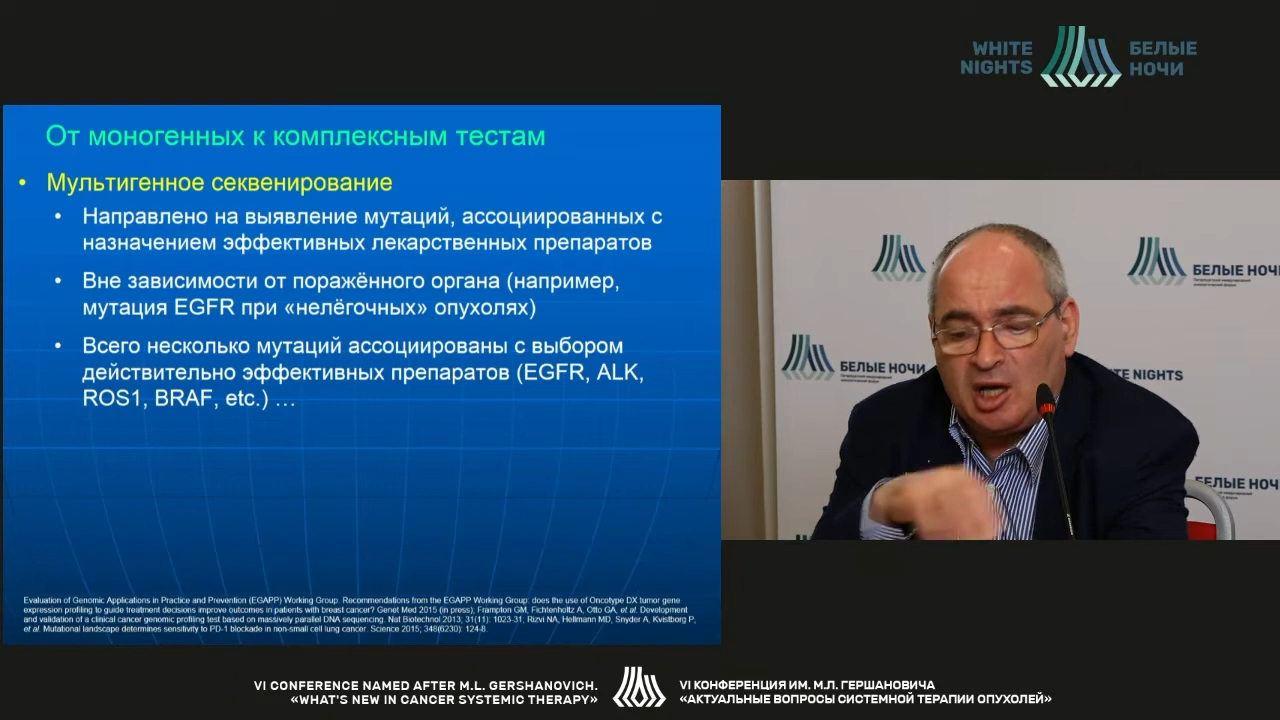 WHITE
NIGHTS
БЕЛЫЕ
НОЧИ
От моногенных к комплексным тестам
• Мультигенное секвенирование
• Направлено на выявление мутаций, ассоциированных с
назначением эффективных лекарственных препаратов
• Вне зависимости от поражённого органа (например,
мутация EGFR при «нелёгочных» опухолях)
• Всего несколько мутаций ассоциированы с выбором
действительно эффективных препаратов (EGFR, ALK,
ROS1, BRAF, etc.) …
Evaluation of Genomic Applications in Practice and Prevention (EGAPP) Working Group. Recommendations from the EGAPP Working Group: does the use of Oncotype DX tumor gene
expression profiling to guide treatment decisions improve outcomes in patients with breast cancer? Genet Med 2015 (in press); Frampton GM, Fichtenholtz A, Otto GA, et al. Development
and validation of a clinical cancer genomic profiling test based on massively parallel DNA sequencing. Nat Biotechnol 2013; 31(11): 1023-31; Rizvi NA, Hellmann MD, Snyder A, Kvistborg P,
et al. Mutational landscape determines sensitivity to PD-1 blockade in non-small cell lung cancer. Science 2015; 348(6230): 124-8.
БЕЛЫЕ НОЧИ
БЕЛЫЕ НОЧИ
TE NIGHTS
БЕЛЫЕ НОЧ
VI CONFERENCE NAMED AFTER M.L. GERSHANOVICH.
«WHAT'S NEW IN CANCER SYSTEMIC THERAPY»
VI КОНФЕРЕНЦИЯ ИМ. М.Л. ГЕРШАНОВИЧА
«АКТУАЛЬНЫЕ ВОПРОСЫ СИСТЕМНОЙ ТЕРАПИИ ОПУХОЛЕЙ»